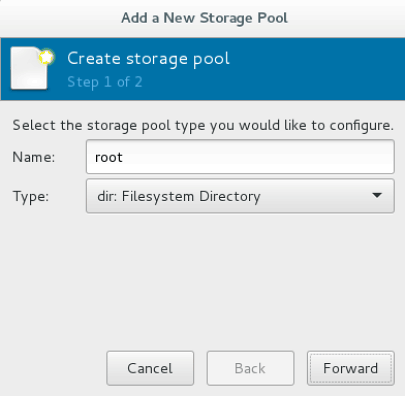 Add a New Storage Pool
Create storage pool
Step 1 of 2
Select the storage pool type you would like to configure.
Name: root
Type: dir: Filesystem Directory
Cancel Back Forward